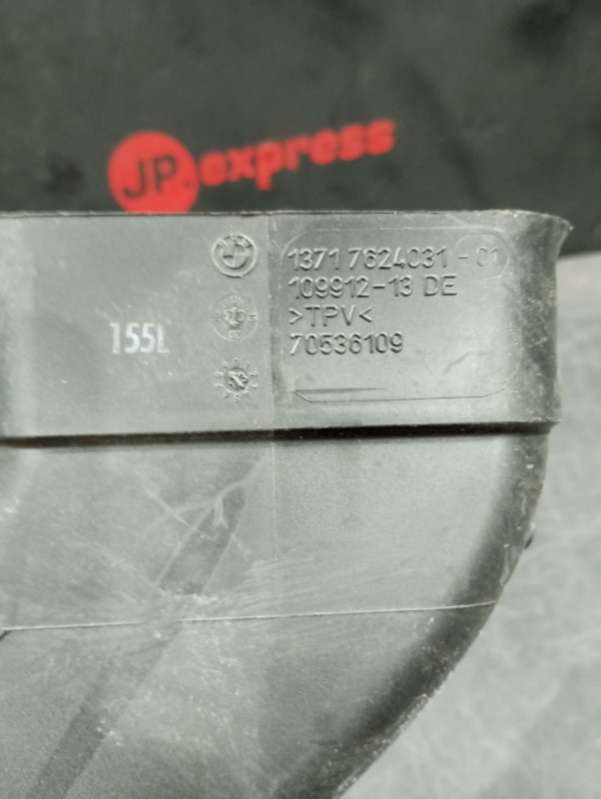 JP.express
1371 7624031-01
109912-13 DE
>TPV<
155L
70536109